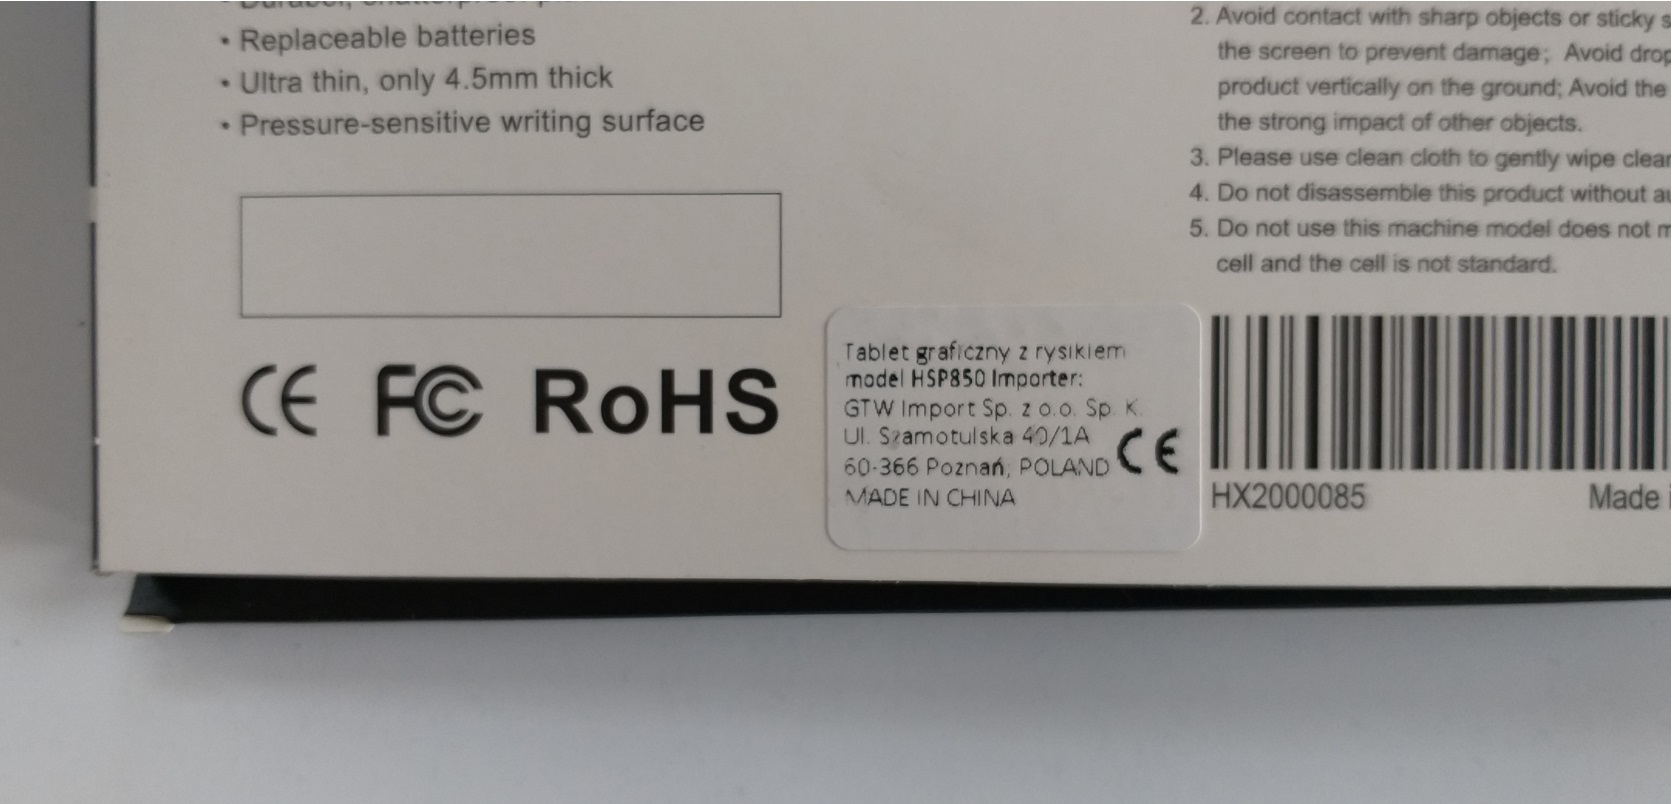 • Replaceable batteries
• Ultra thin, only 4.5mm thick
• Pressure-sensitive writing surface
CE FC RoHS
2. Avoid contact with sharp objects or sticky s
the screen to prevent damage; Avoid drop
product vertically on the ground; Avoid the
the strong impact of other objects.
3. Please use clean cloth to gently wipe clean
4. Do not disassemble this product without au
5. Do not use this machine model does not m
cell and the cell is not standard.
Tablet graficzny z rysikiem
model HSP850 Importer:
GTW Import Sp. z o.o. Sp. K.
Ul. Szamotulska 40/1A
60-366 Poznań, POLAND CE
MADE IN CHINA
HX2000085 Made i